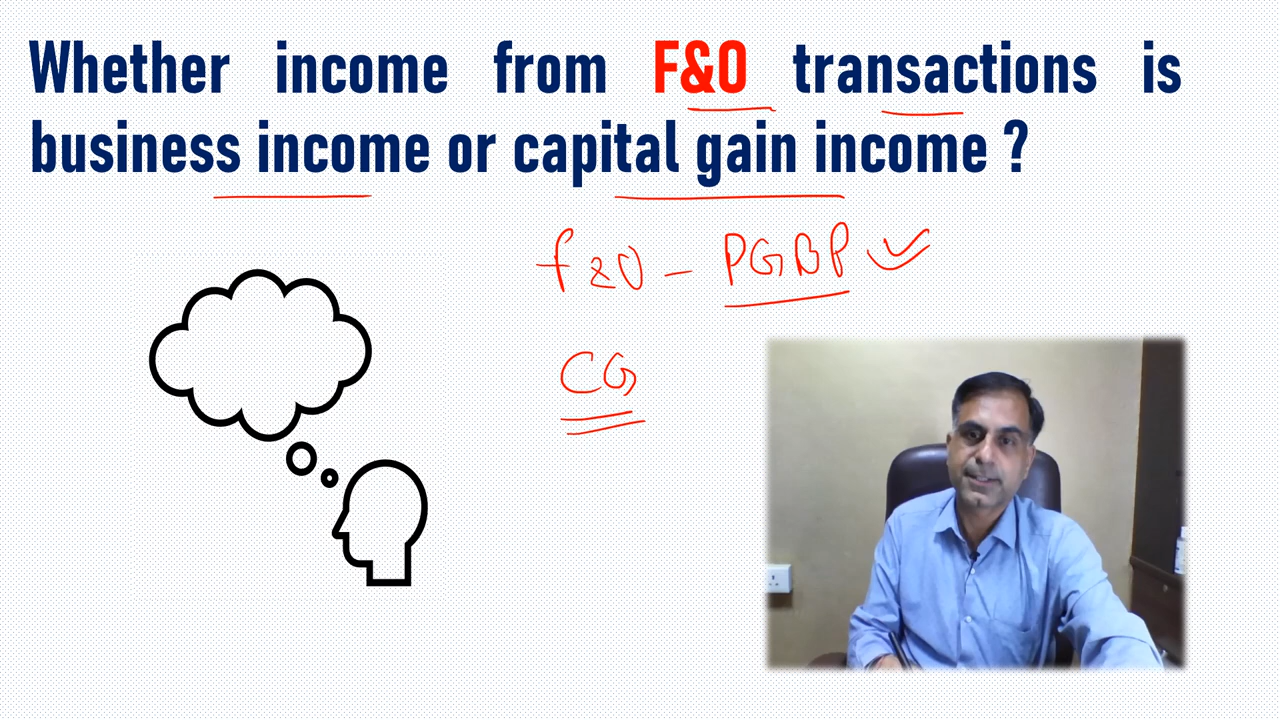 Whether income from F&O transactions is
business income or capital gain income ?
F&O - PGBP
CG